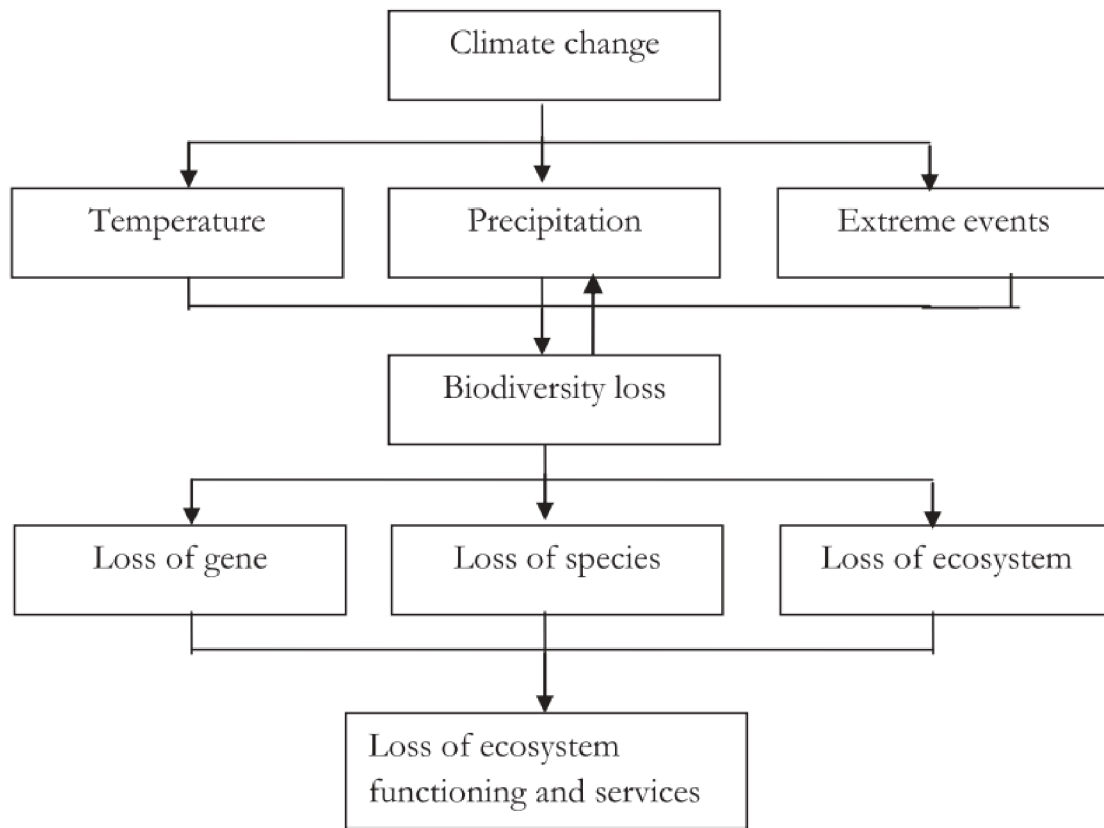 Climate change
Temperature
Precipitation
Extreme events
Biodiversity loss
Loss of gene
Loss of species
Loss of ecosystem
Loss of ecosystem
functioning and services